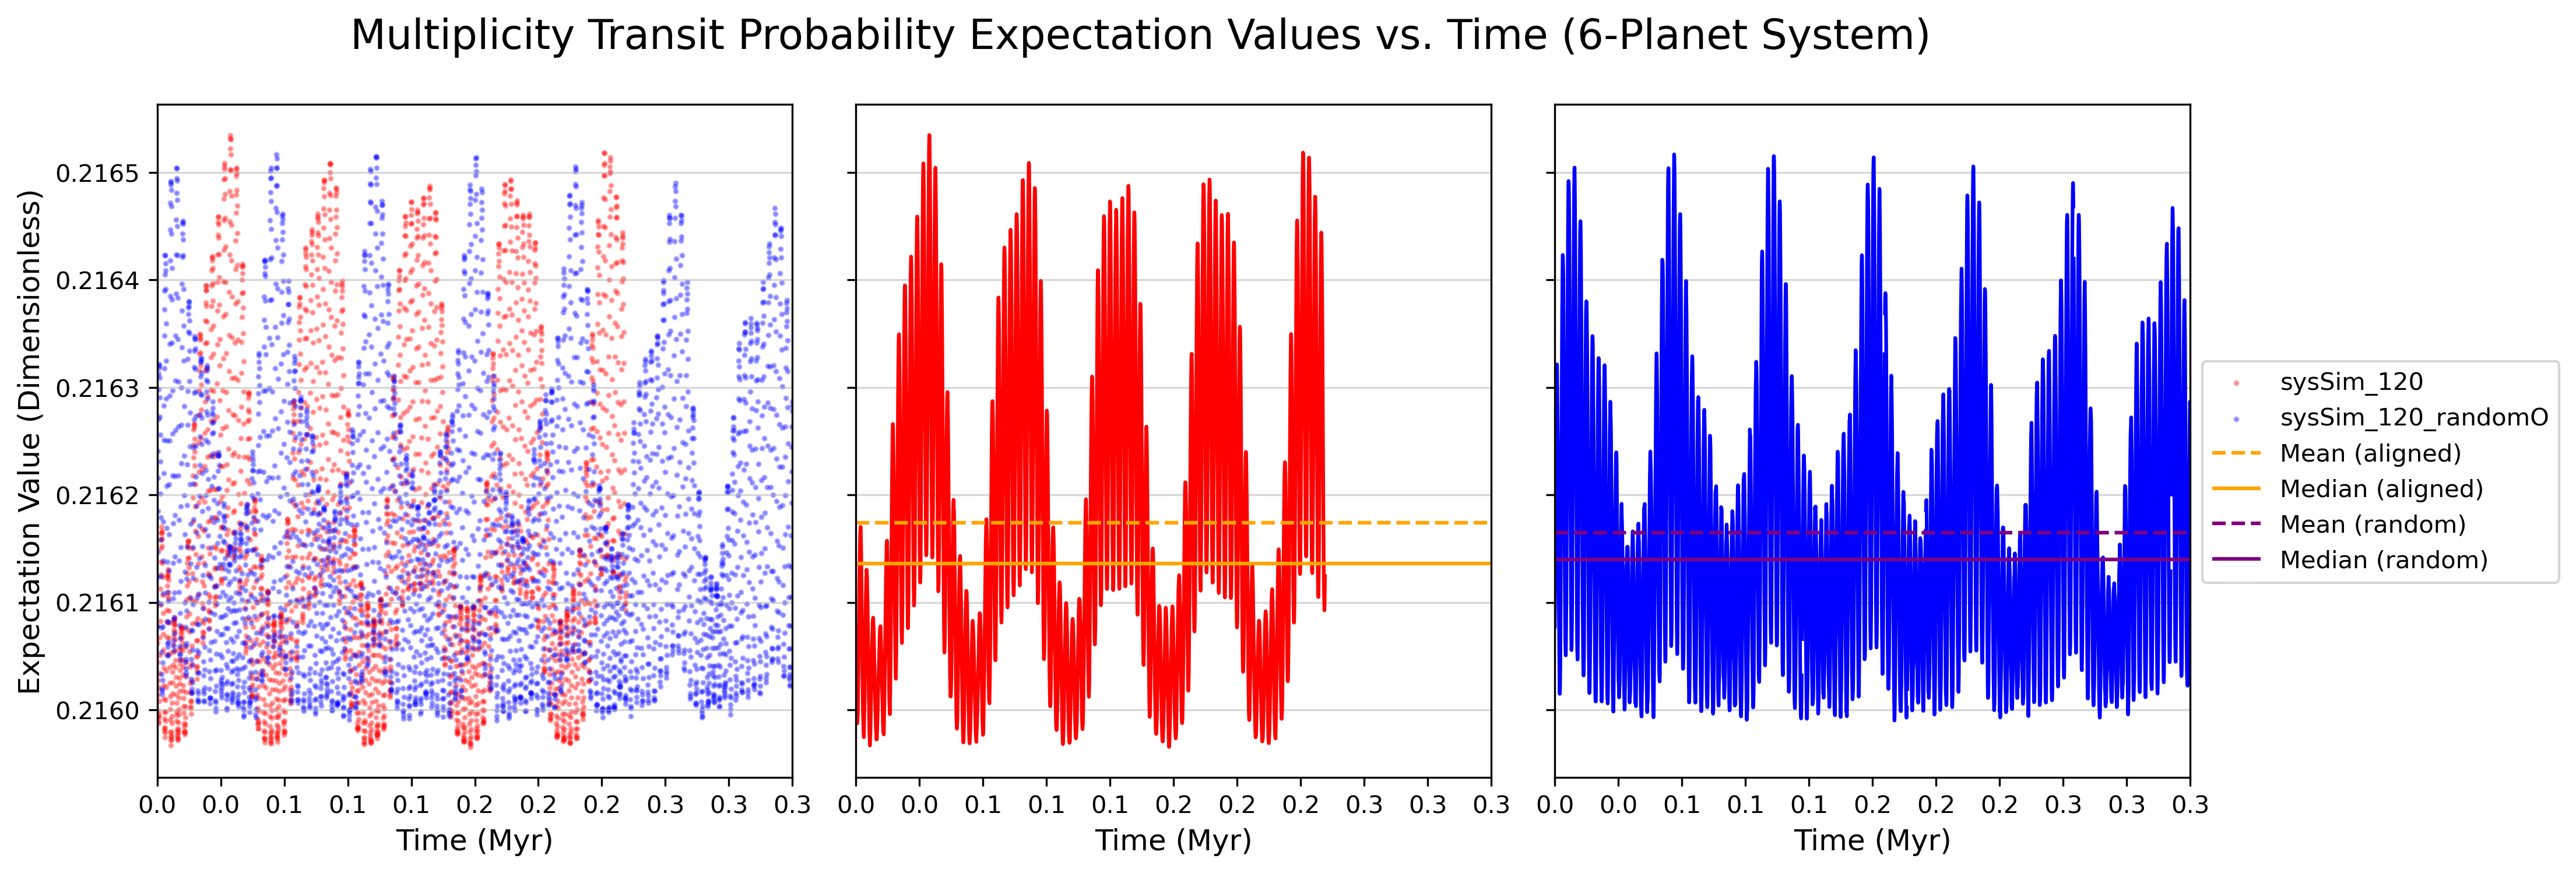 Multiplicity Transit Probability Expectation Values vs. Time (6-Planet System)
Expectation Value (Dimensionless)
0.2165
0.2164
0.2163
0.2162
0.2161
0.2160
0.0 0.0 0.1 0.1 0.1 0.2 0.2 0.2 0.3 0.3 0.3
Time (Myr)
0.0 0.0 0.1 0.1 0.1 0.2 0.2 0.2 0.3 0.3 0.3
Time (Myr)
0.0 0.0 0.1 0.1 0.1 0.2 0.2 0.2 0.3 0.3 0.3
Time (Myr)
sysSim_120
sysSim_120_randomO
Mean (aligned)
Median (aligned)
Mean (random)
Median (random)